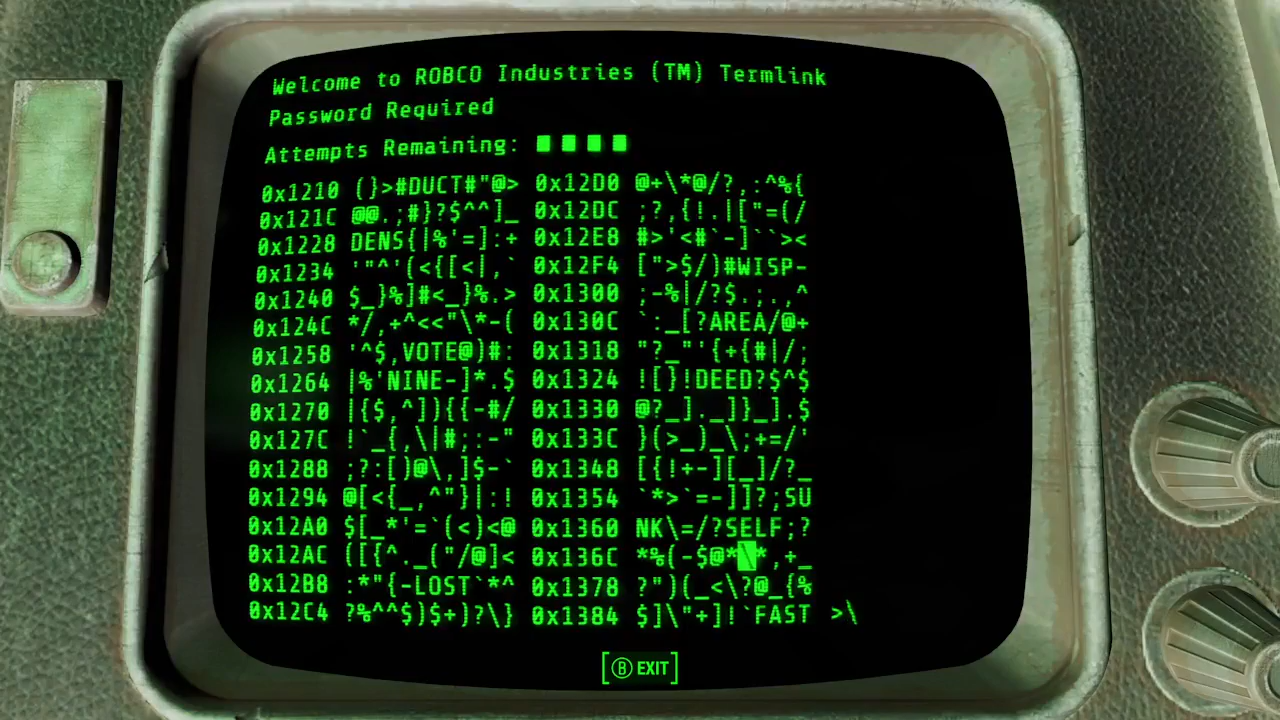 Welcome to ROBCO Industries (TM) Termlink
Password Required
Attempts Remaining: ■ ■ ■ ■
0x1210 (}>#DUCT#"@> 0x12D0 @+\*@/?,:^%{
0x121C @@.;#}?$^^]_ 0x12DC ;?,{!.|["=(/
0x1228 DENS{|%'=]:+ 0x12E8 #>'<#`-]``><
0x1234 '"^'(<{[<|,` 0x12F4 [">$/)#WISP-
0x1240 $_}%]#<_}%.> 0x1300 ;-%|/?$.;.,^
0x124C */,+^<<"\*-( 0x130C `:_[?AREA/@+
0x1258 '^$,VOTE@)#: 0x1318 "?_"'{+{#|/;
0x1264 |%'NINE-]*.$ 0x1324 ![}!DEED?$^$
0x1270 |{$,^]){{-#/ 0x1330 @?_]._]}_].$
0x127C !`_{,\|#;:-" 0x133C }(>_)_\;+=/'
0x1288 ;?:[)@\,]$-` 0x1348 [{!+-][_]/?_
0x1294 @[<{_,^"}|:! 0x1354 `*>`=-]]?;SU
0x12A0 $[_*'=`(<)<@ 0x1360 NK\=/?SELF;?
0x12AC ([{^._("/@]< 0x136C *%(-$@*\*,+_
0x12B8 :*"{-LOST`*^ 0x1378 ?")(_<\?@_{%
0x12C4 ?%^^$)$+)?\} 0x1384 $]\"+]!`FAST >\
[Ⓑ EXIT]